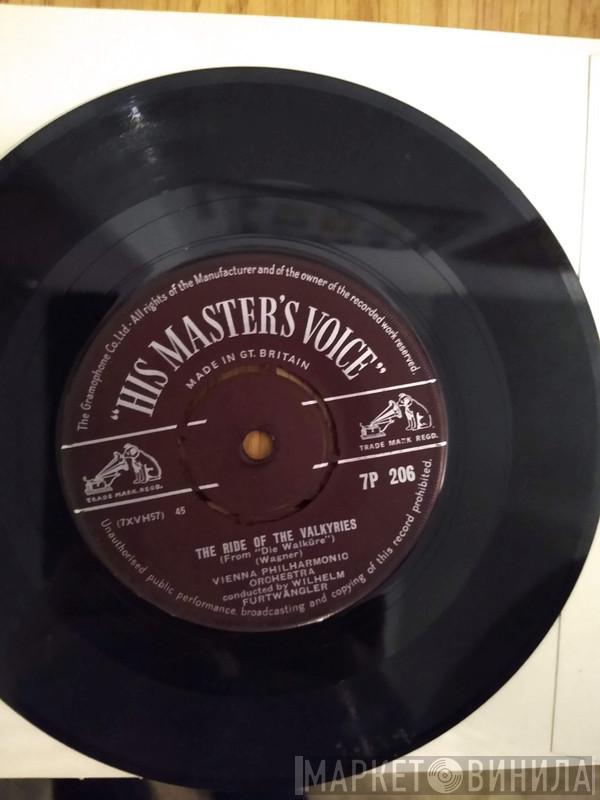 The Gramophone Co. Ltd. - All rights of the Manufacturer and of the owner of the recorded work reserved.
"HIS MASTER'S VOICE"
MADE IN GT. BRITAIN
TRADE MARK REGD.
TRADE MARK REGD.
7P 206
(7XVH57) 45
THE RIDE OF THE VALKYRIES
(From "Die Walküre")
(Wagner)
VIENNA PHILHARMONIC
ORCHESTRA
conducted by WILHELM
FURTWÄNGLER
Unauthorised public performance broadcasting and copying of this record prohibited.
МАРКЕТ ВИНИЛА